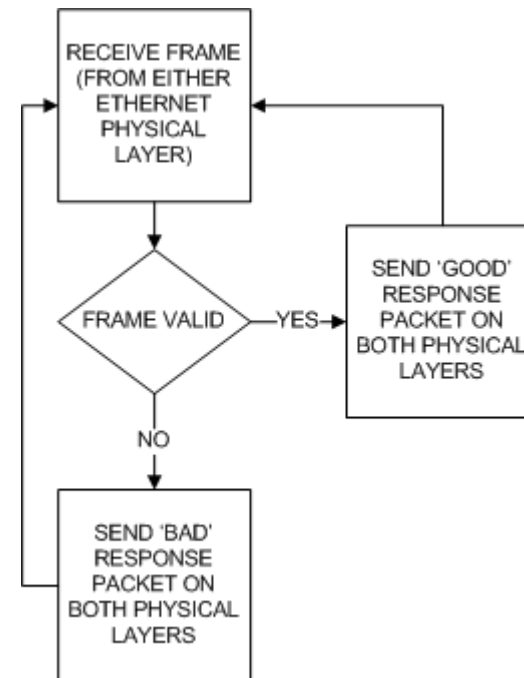 RECEIVE FRAME
(FROM EITHER
ETHERNET
PHYSICAL
LAYER)
FRAME VALID
YES
SEND 'GOOD'
RESPONSE
PACKET ON
BOTH PHYSICAL
LAYERS
NO
SEND 'BAD'
RESPONSE
PACKET ON
BOTH PHYSICAL
LAYERS